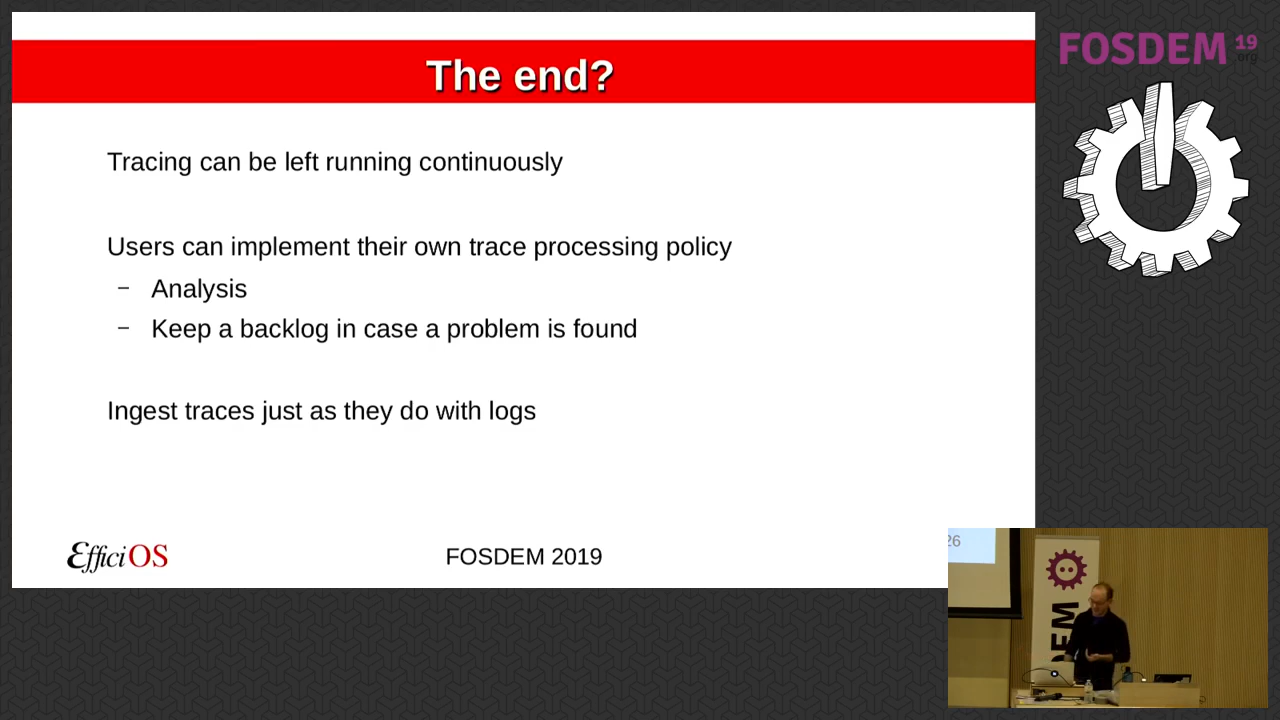 The end?
Tracing can be left running continuously
Users can implement their own trace processing policy
– Analysis
– Keep a backlog in case a problem is found
Ingest traces just as they do with logs
EfficiOS
FOSDEM 2019
FOSDEM 19
.org
26
DEM